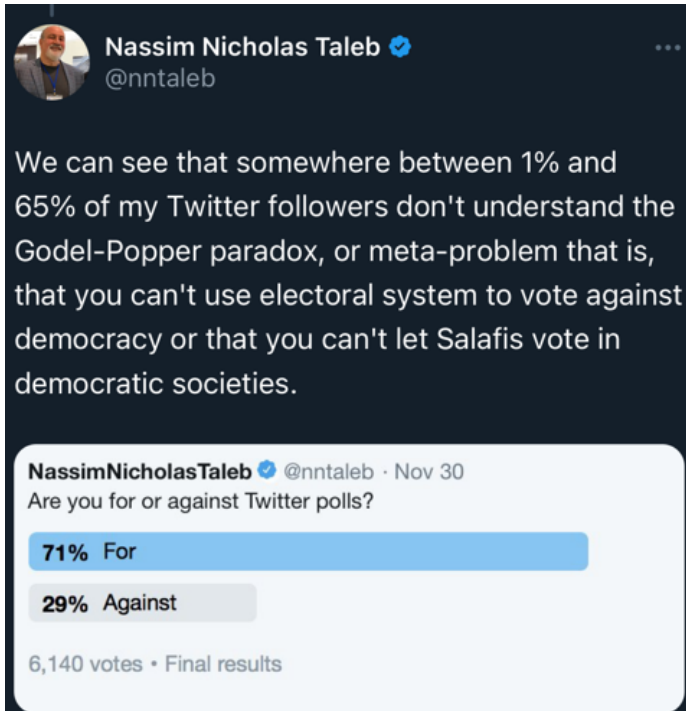 Nassim Nicholas Taleb
@nntaleb
We can see that somewhere between 1% and
65% of my Twitter followers don't understand the
Godel-Popper paradox, or meta-problem that is,
that you can't use electoral system to vote against
democracy or that you can't let Salafis vote in
democratic societies.
NassimNicholasTaleb @nntaleb · Nov 30
Are you for or against Twitter polls?
71% For
29% Against
6,140 votes • Final results